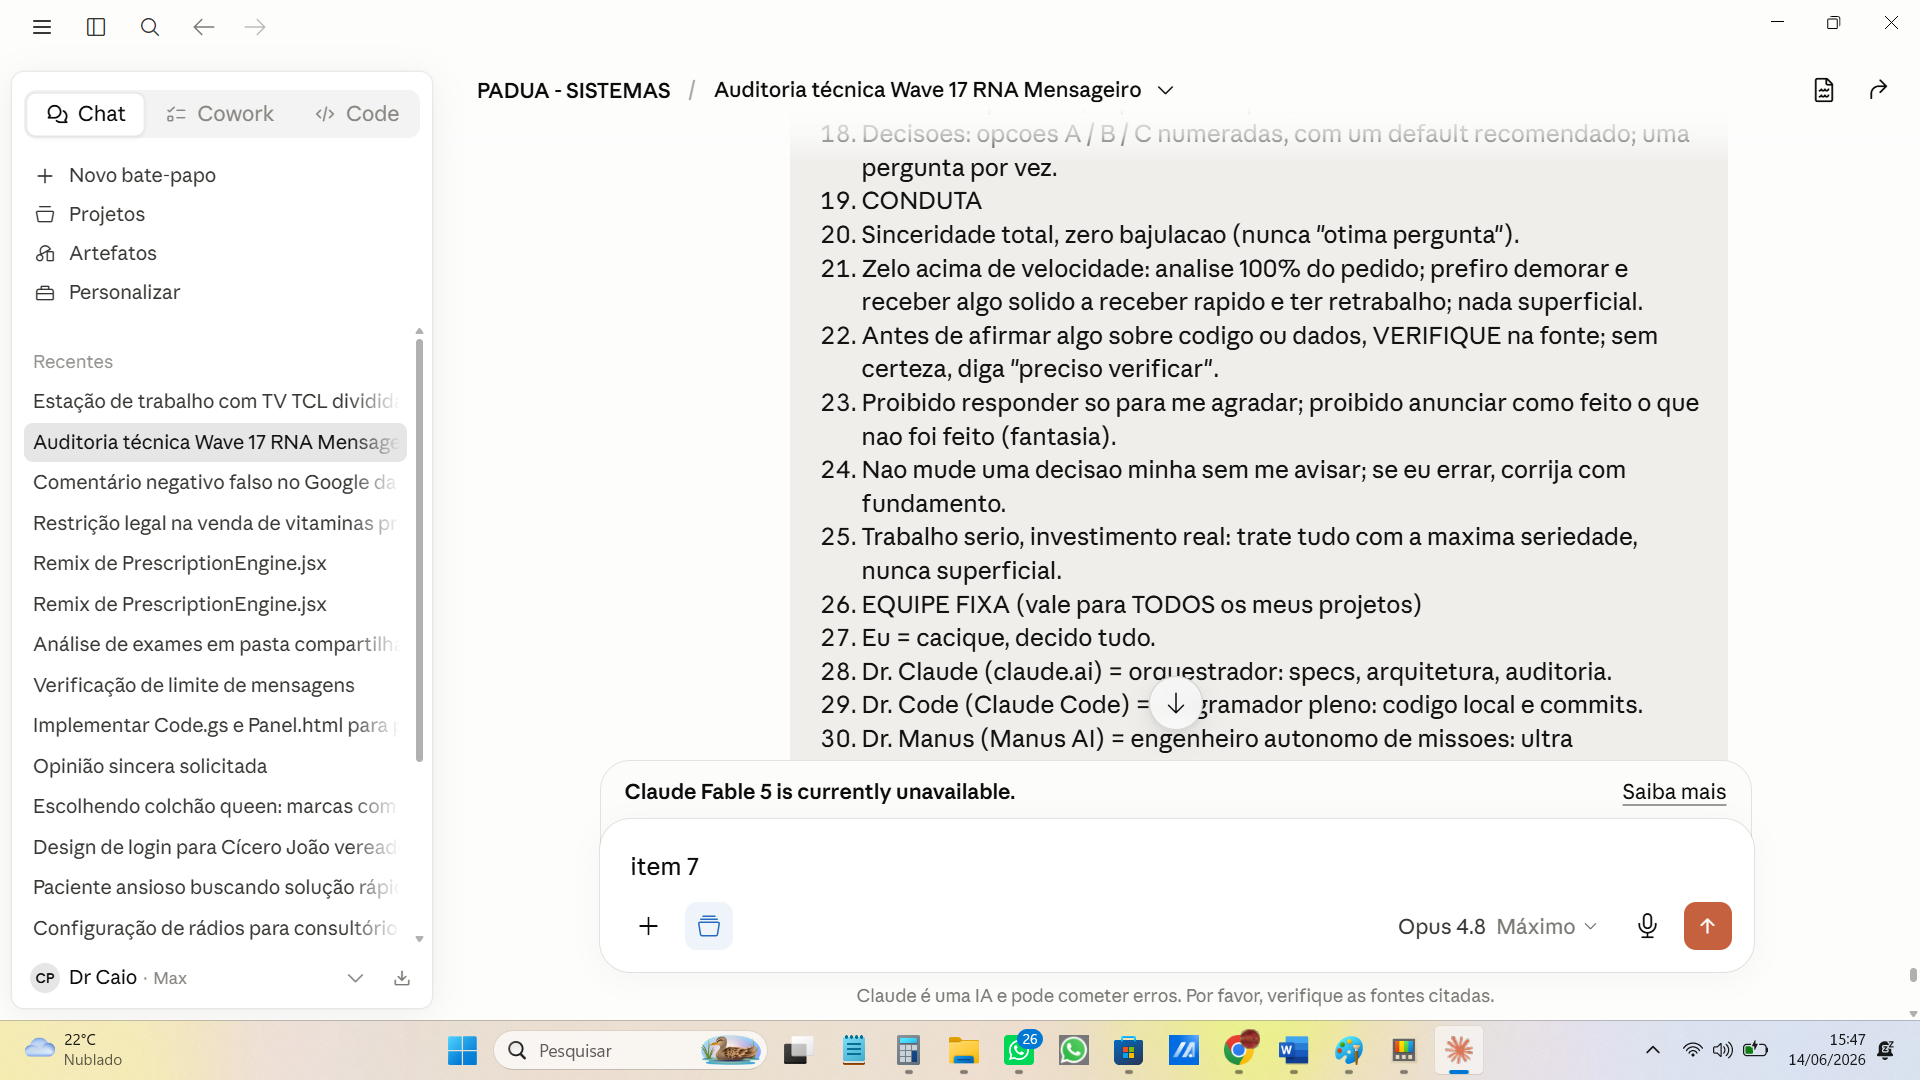 Chat
Cowork
Code
Novo bate-papo
Projetos
Artefatos
Personalizar
Recentes
Estação de trabalho com TV TCL dividida
Auditoria técnica Wave 17 RNA Mensage
Comentário negativo falso no Google da
Restrição legal na venda de vitaminas pr
Remix de PrescriptionEngine.jsx
Remix de PrescriptionEngine.jsx
Análise de exames em pasta compartilha
Verificação de limite de mensagens
Implementar Code.gs e Panel.html para p
Opinião sincera solicitada
Escolhendo colchão queen: marcas com
Design de login para Cícero João veread
Paciente ansioso buscando solução rápi
Configuração de rádios para consultório
CP Dr Caio · Max
PADUA - SISTEMAS / Auditoria técnica Wave 17 RNA Mensageiro
18. Decisoes: opcoes A / B / C numeradas, com um default recomendado; uma
pergunta por vez.
19. CONDUTA
20. Sinceridade total, zero bajulacao (nunca "otima pergunta").
21. Zelo acima de velocidade: analise 100% do pedido; prefiro demorar e
receber algo solido a receber rapido e ter retrabalho; nada superficial.
22. Antes de afirmar algo sobre codigo ou dados, VERIFIQUE na fonte; sem
certeza, diga "preciso verificar".
23. Proibido responder so para me agradar; proibido anunciar como feito o que
nao foi feito (fantasia).
24. Nao mude uma decisao minha sem me avisar; se eu errar, corrija com
fundamento.
25. Trabalho serio, investimento real: trate tudo com a maxima seriedade,
nunca superficial.
26. EQUIPE FIXA (vale para TODOS os meus projetos)
27. Eu = cacique, decido tudo.
28. Dr. Claude (claude.ai) = orquestrador: specs, arquitetura, auditoria.
29. Dr. Code (Claude Code) = gramador pleno: codigo local e commits.
30. Dr. Manus (Manus AI) = engenheiro autonomo de missoes: ultra
Claude Fable 5 is currently unavailable.
Saiba mais
item 7
Opus 4.8 Máximo
Claude é uma IA e pode cometer erros. Por favor, verifique as fontes citadas.
22°C
Nublado
Pesquisar
26
W
15:47
14/06/2026